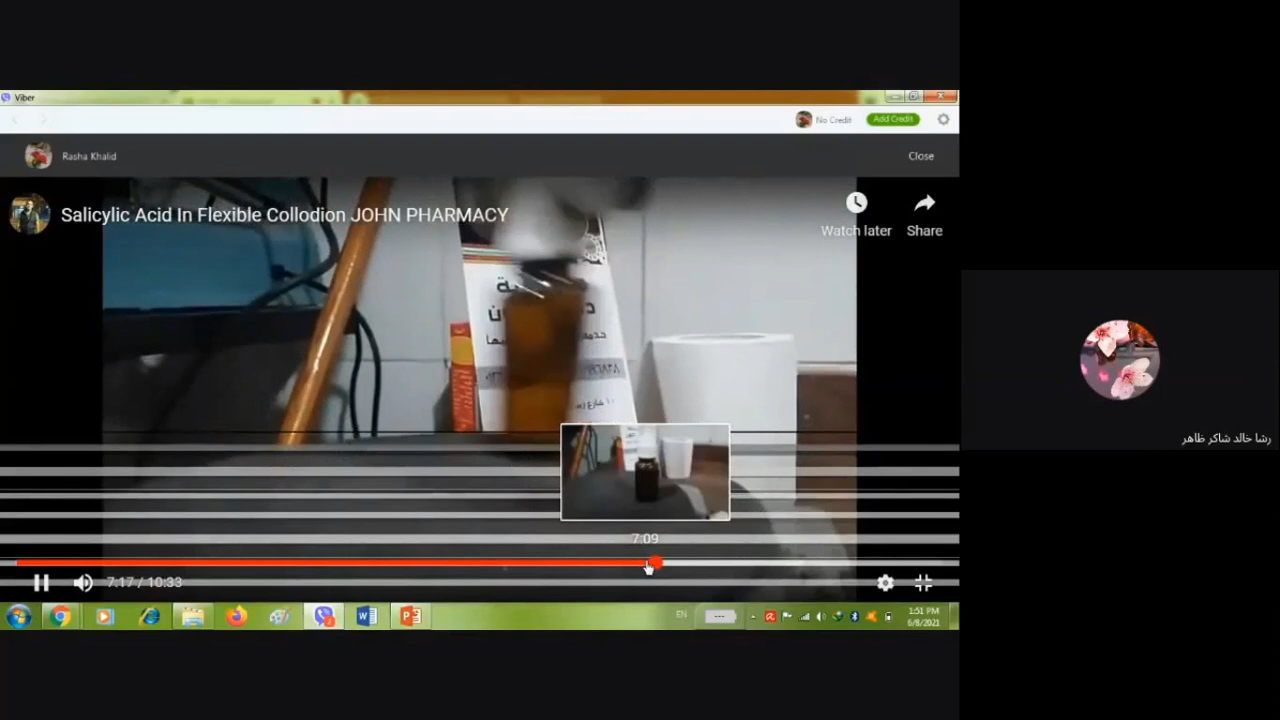 Viber
No Credit
Add Credit
Rasha Khalid
Close
Salicylic Acid In Flexible Collodion JOHN PHARMACY
Watch later
Share
7:09
7:17 / 10:33
رشا خالد شاكر ظاهر
EN
1:51 PM
6/8/2021